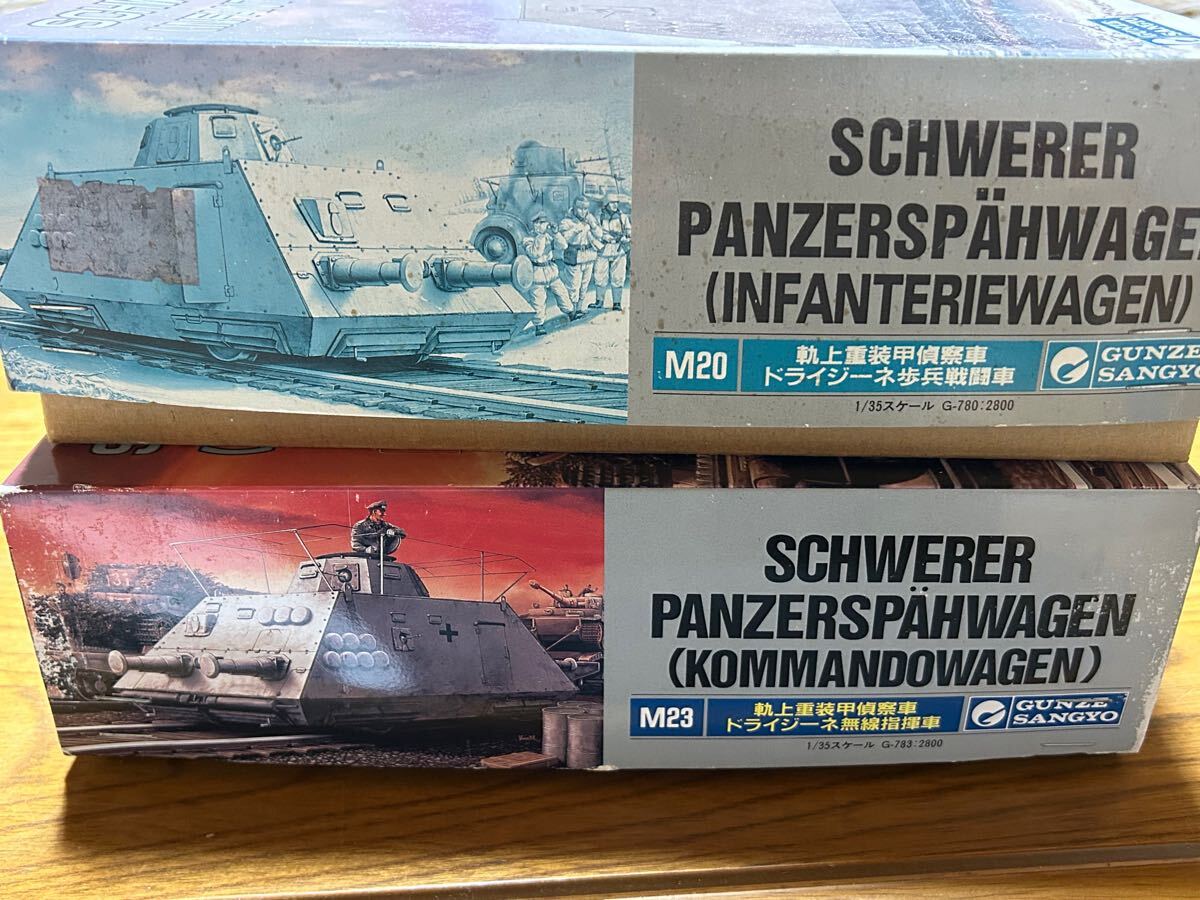 SCHWERER
PANZERSPÄHWAGEN
(INFANTERIEWAGEN)
M20
軌上重装甲偵察車
ドライジーネ歩兵戦闘車
GUNZE
SANGYO
1/35スケール G-780:2800
SCHWERER
PANZERSPÄHWAGEN
(KOMMANDOWAGEN)
M23
軌上重装甲偵察車
ドライジーネ無線指揮車
GUNZE
SANGYO
1/35スケール G-783:2800